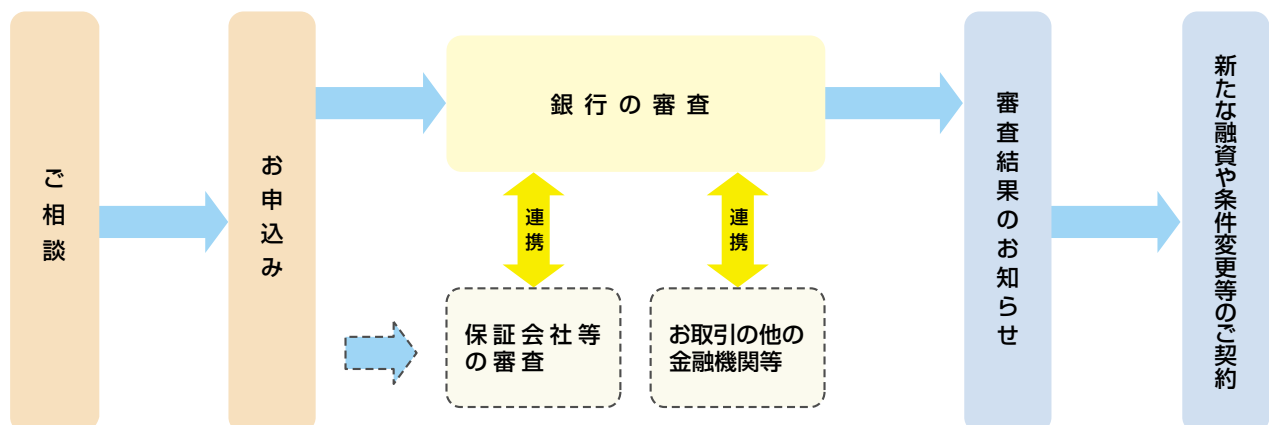 ご相談
お申込み
銀行の審査
連携
連携
保証会社等
の審査
お取引の他の
金融機関等
審査結果のお知らせ
新たな融資や条件変更等のご契約